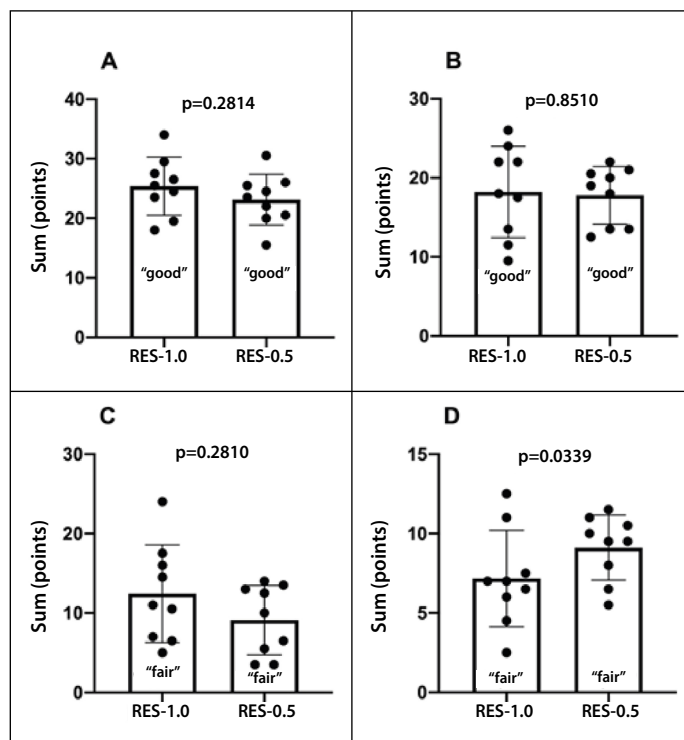 A
p=0.2814
Sum (points)
40
30
20
10
0
“good”
“good”
RES-1.0
RES-0.5
B
p=0.8510
Sum (points)
30
20
10
0
“good”
“good”
RES-1.0
RES-0.5
C
p=0.2810
Sum (points)
30
20
10
0
“fair”
“fair”
RES-1.0
RES-0.5
D
p=0.0339
Sum (points)
15
10
5
0
“fair”
“fair”
RES-1.0
RES-0.5